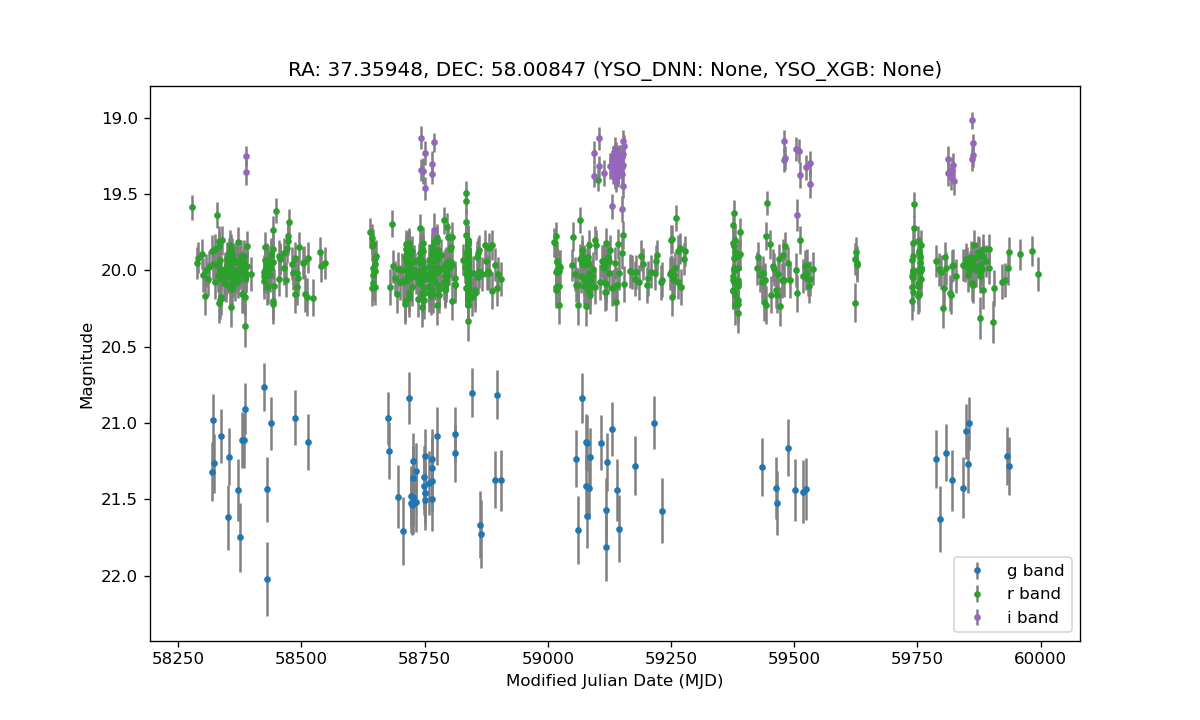 RA: 37.35948, DEC: 58.00847 (YSO_DNN: None, YSO_XGB: None)
19.0
19.5
20.0
20.5
21.0
21.5
22.0
Magnitude
g band
r band
i band
58250 58500 58750 59000 59250 59500 59750 60000
Modified Julian Date (MJD)